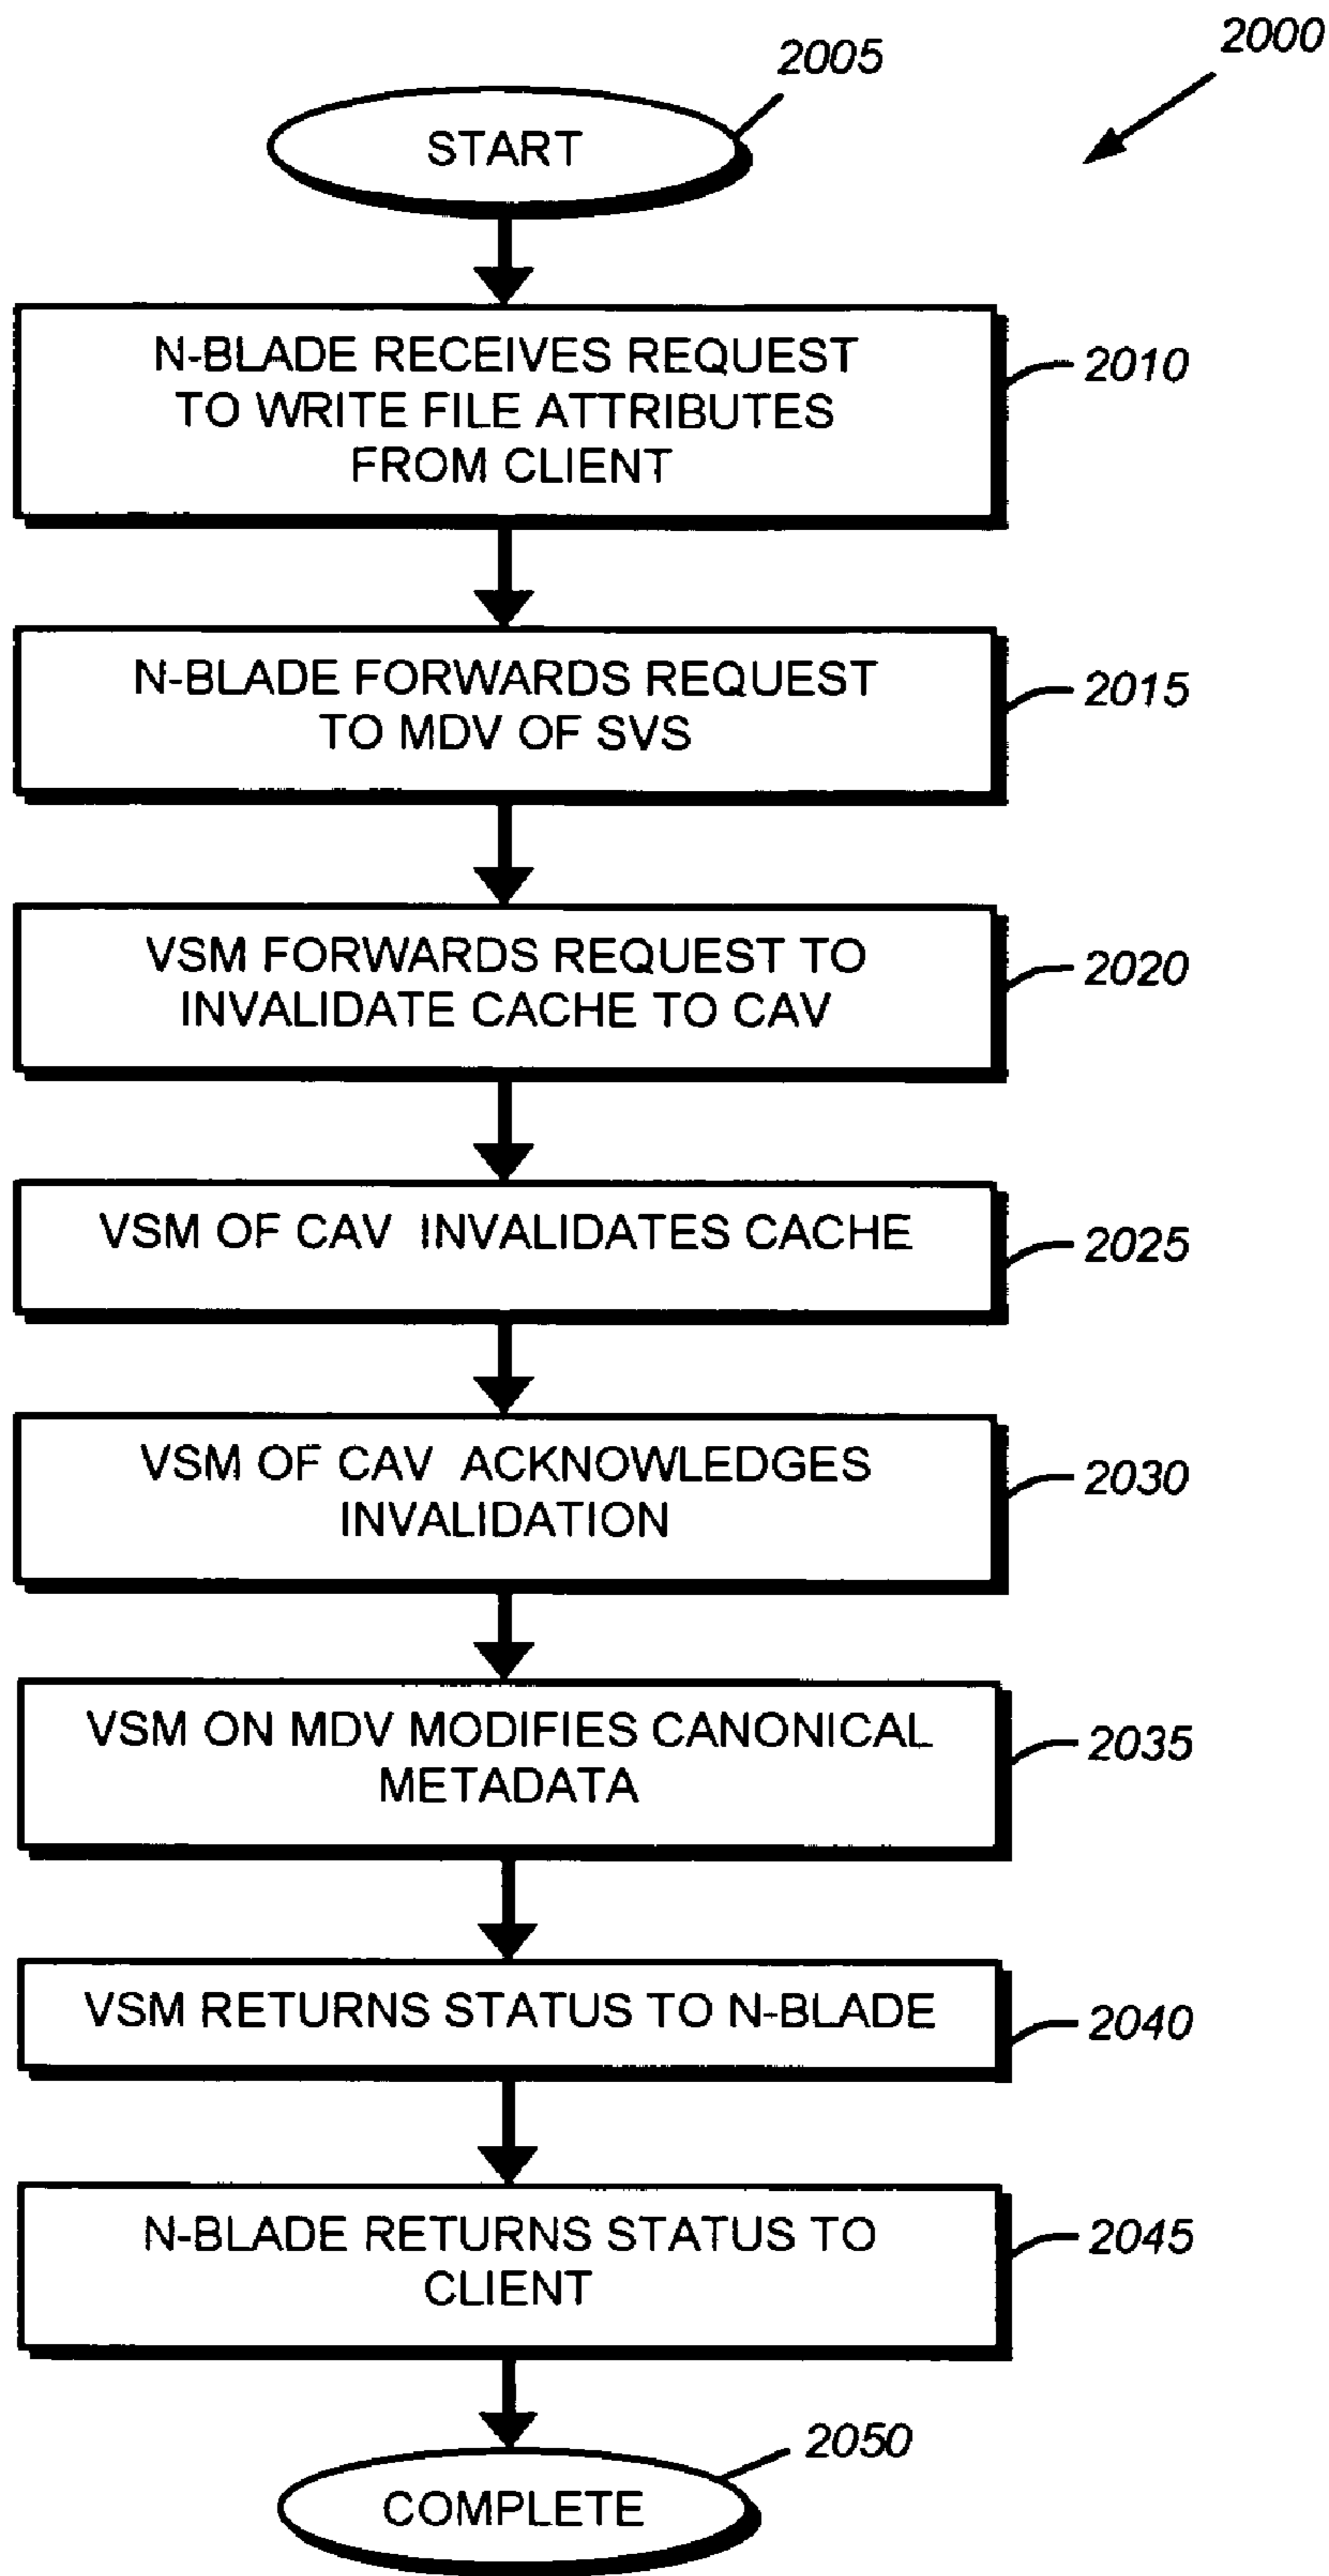 2000
2005
START
N-BLADE RECEIVES REQUEST
TO WRITE FILE ATTRIBUTES
FROM CLIENT
2010
N-BLADE FORWARDS REQUEST
TO MDV OF SVS
2015
VSM FORWARDS REQUEST TO
INVALIDATE CACHE TO CAV
2020
VSM OF CAV INVALIDATES CACHE
2025
VSM OF CAV ACKNOWLEDGES
INVALIDATION
2030
VSM ON MDV MODIFIES CANONICAL
METADATA
2035
VSM RETURNS STATUS TO N-BLADE
2040
N-BLADE RETURNS STATUS TO
CLIENT
2045
2050
COMPLETE